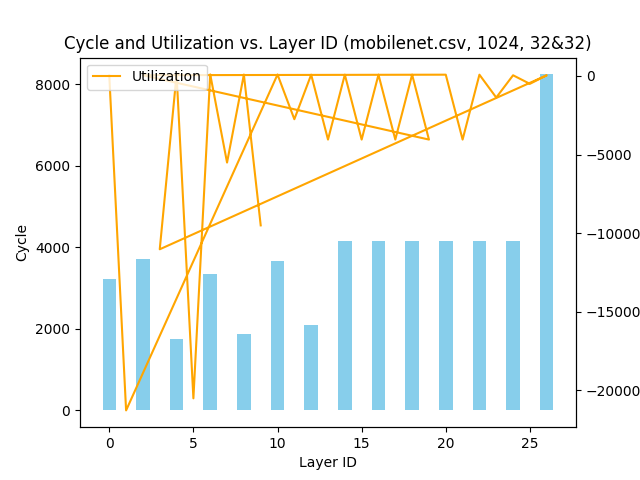 Cycle and Utilization vs. Layer ID (mobilenet.csv, 1024, 32&32)
Utilization
8000
6000
4000
2000
0
Cycle
0
−5000
−10000
−15000
−20000
0 5 10 15 20 25
Layer ID